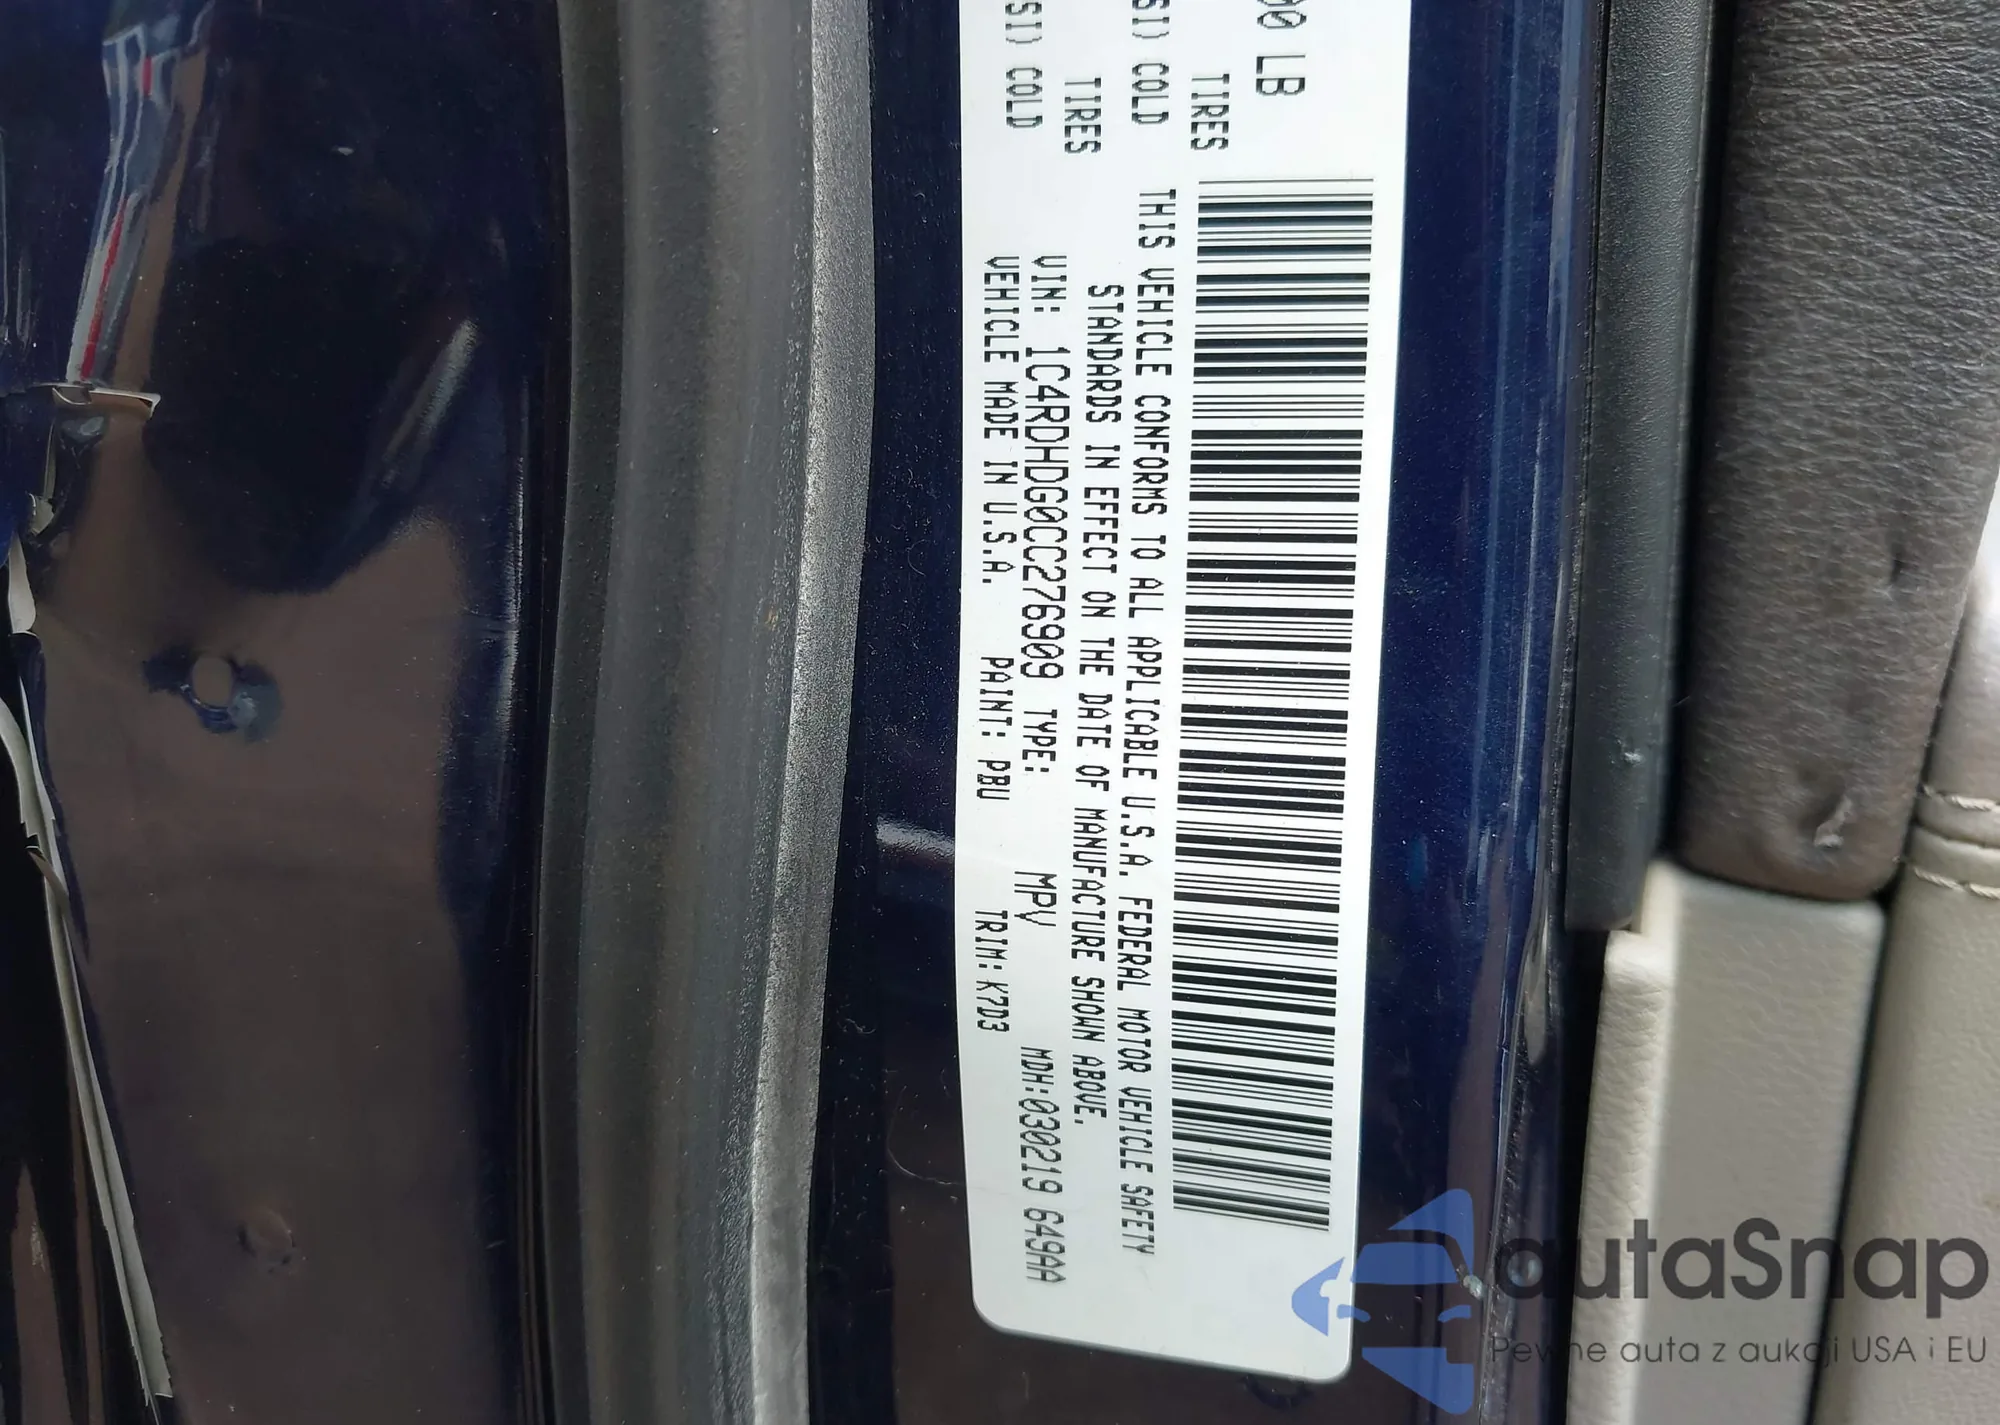 00 LB
TIRES
SI) COLD
TIRES
SI) COLD
THIS VEHICLE CONFORMS TO ALL APPLICABLE U.S.A. FEDERAL MOTOR VEHICLE SAFETY
STANDARDS IN EFFECT ON THE DATE OF MANUFACTURE SHOWN ABOVE.
VIN: 1C4RDHDG0CC276909 TYPE: MPV MDH:030219 649AA
VEHICLE MADE IN U.S.A. PAINT: PBU TRIM: K7D3
autaSnap
Pewne auta z aukcji USA i EU